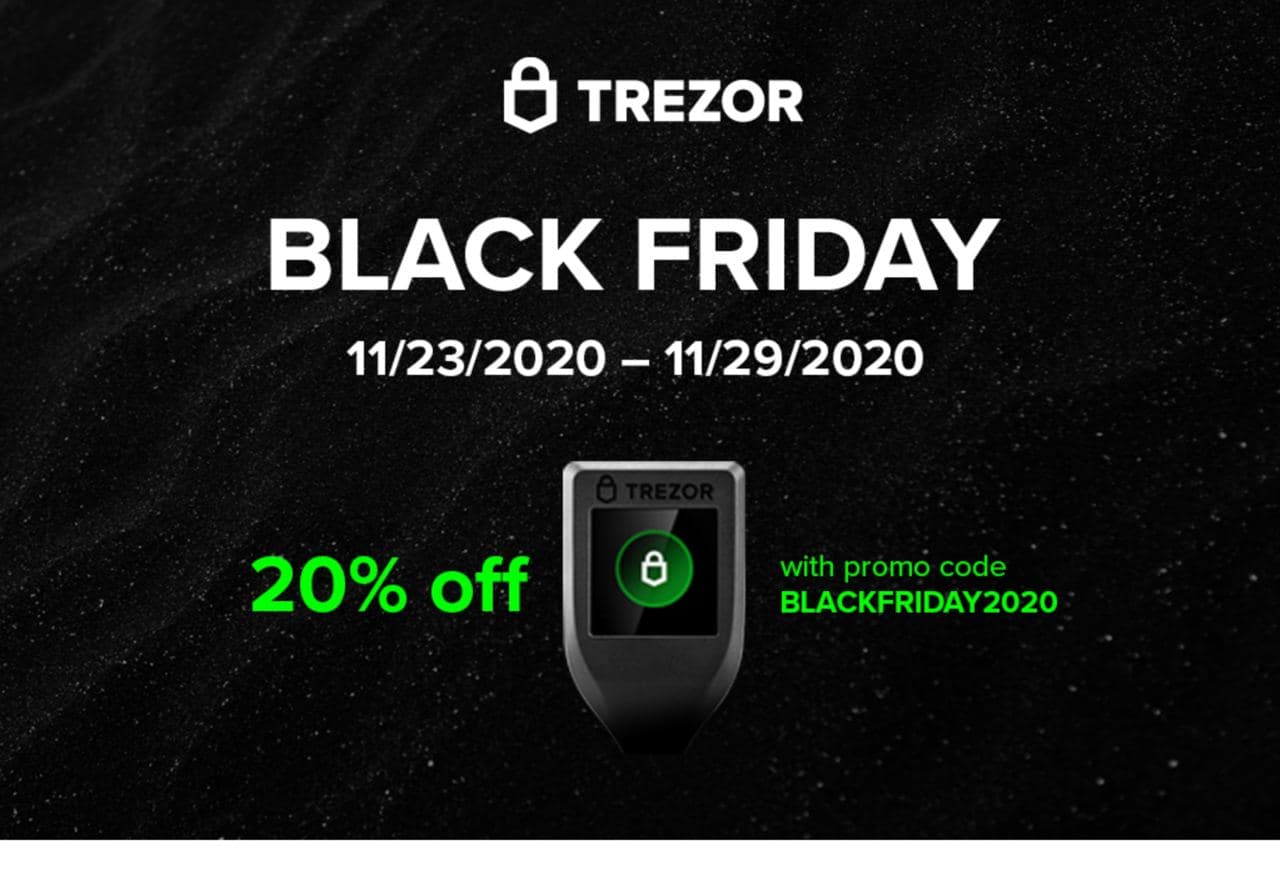 TREZOR
BLACK FRIDAY
11/23/2020 – 11/29/2020
TREZOR
20% off
with promo code
BLACKFRIDAY2020